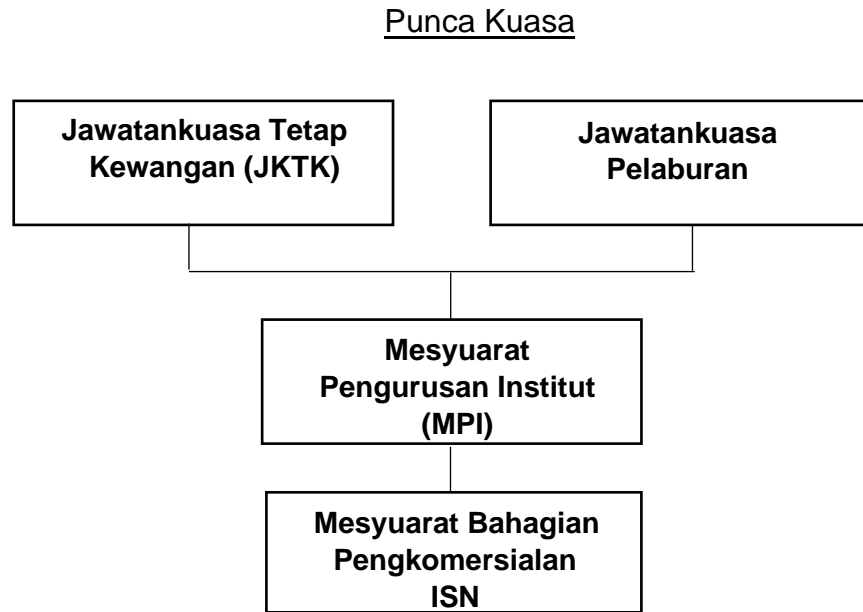 Punca Kuasa
Jawatankuasa Tetap
Kewangan (JKTK)
Jawatankuasa
Pelaburan
Mesyuarat
Pengurusan Institut
(MPI)
Mesyuarat Bahagian
Pengkomersialan
ISN